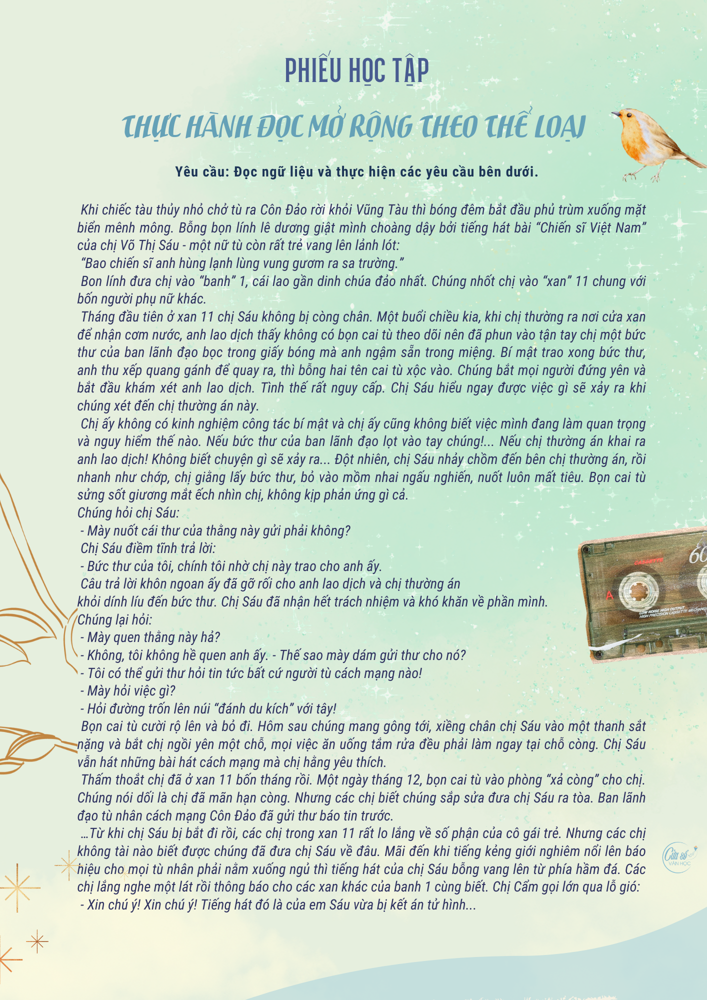 PHIẾU HỌC TẬP
THỰC HÀNH ĐỌC MỞ RỘNG THEO THỂ LOẠI
Yêu cầu: Đọc ngữ liệu và thực hiện các yêu cầu bên dưới.
Khi chiếc tàu thủy nhỏ chở tù ra Côn Đảo rời khỏi Vũng Tàu thì bóng đêm bắt đầu phủ trùm xuống mặt
biển mênh mông. Bỗng bọn lính lê dương giật mình choàng dậy bởi tiếng hát bài “Chiến sĩ Việt Nam”
của chị Võ Thị Sáu - một nữ tù còn rất trẻ vang lên lảnh lót:
“Bao chiến sĩ anh hùng lạnh lùng vung gươm ra sa trường.”
Bon lính đưa chị vào “banh” 1, cái lao gần dinh chúa đảo nhất. Chúng nhốt chị vào “xan” 11 chung với
bốn người phụ nữ khác.
Tháng đầu tiên ở xan 11 chị Sáu không bị còng chân. Một buổi chiều kia, khi chị thường ra nơi cửa xan
để nhận cơm nước, anh lao dịch thấy không có bọn cai tù theo dõi nên đã phun vào tận tay chị một bức
thư của ban lãnh đạo bọc trong giấy bóng mà anh ngậm sẵn trong miệng. Bí mật trao xong bức thư,
anh thu xếp quang gánh để quay ra, thì bỗng hai tên cai tù xộc vào. Chúng bắt mọi người đứng yên và
bắt đầu khám xét anh lao dịch. Tình thế rất nguy cấp. Chị Sáu hiểu ngay được việc gì sẽ xảy ra khi
chúng xét đến chị thường án này.
Chị ấy không có kinh nghiệm công tác bí mật và chị ấy cũng không biết việc mình đang làm quan trọng
và nguy hiểm thế nào. Nếu bức thư của ban lãnh đạo lọt vào tay chúng!... Nếu chị thường án khai ra
anh lao dịch! Không biết chuyện gì sẽ xảy ra... Đột nhiên, chị Sáu nhảy chồm đến bên chị thường án, rồi
nhanh như chớp, chị giằng lấy bức thư, bỏ vào mồm nhai ngấu nghiến, nuốt luôn mất tiêu. Bọn cai tù
sửng sốt giương mắt ếch nhìn chị, không kịp phản ứng gì cả.
Chúng hỏi chị Sáu:
- Mày nuốt cái thư của thằng này gửi phải không?
Chị Sáu điềm tĩnh trả lời:
- Bức thư của tôi, chính tôi nhờ chị này trao cho anh ấy.
Câu trả lời khôn ngoan ấy đã gỡ rối cho anh lao dịch và chị thường án
khỏi dính líu đến bức thư. Chị Sáu đã nhận hết trách nhiệm và khó khăn về phần mình.
Chúng lại hỏi:
- Mày quen thằng này hả?
- Không, tôi không hề quen anh ấy. - Thế sao mày dám gửi thư cho nó?
- Tôi có thể gửi thư hỏi tin tức bất cứ người tù cách mạng nào!
- Mày hỏi việc gì?
- Hỏi đường trốn lên núi “đánh du kích” với tây!
Bọn cai tù cười rộ lên và bỏ đi. Hôm sau chúng mang gông tới, xiềng chân chị Sáu vào một thanh sắt
nặng và bắt chị ngồi yên một chỗ, mọi việc ăn uống tắm rửa đều phải làm ngay tại chỗ còng. Chị Sáu
vẫn hát những bài hát cách mạng mà chị hằng yêu thích.
Thấm thoắt chị đã ở xan 11 bốn tháng rồi. Một ngày tháng 12, bọn cai tù vào phòng “xả còng” cho chị.
Chúng nói dối là chị đã mãn hạn còng. Nhưng các chị biết chúng sắp sửa đưa chị Sáu ra tòa. Ban lãnh
đạo tù nhân cách mạng Côn Đảo đã gửi thư báo tin trước.
...Từ khi chị Sáu bị bắt đi rồi, các chị trong xan 11 rất lo lắng về số phận của cô gái trẻ. Nhưng các chị
không tài nào biết được chúng đã đưa chị Sáu về đâu. Mãi đến khi tiếng kẻng giới nghiêm nổi lên báo
hiệu cho mọi tù nhân phải nằm xuống ngủ thì tiếng hát của chị Sáu bỗng vang lên từ phía hầm đá. Các
chị lắng nghe một lát rồi thông báo cho các xan khác của banh 1 cùng biết. Chị Cẩm gọi lớn qua lỗ gió:
- Xin chú ý! Xin chú ý! Tiếng hát đó là của em Sáu vừa bị kết án tử hình...
CASSETTE
60
A
LOW NOISE HIGH OUTPUT
HIGH PRECISION CASSETTE
Cửa sổ
VĂN HỌC